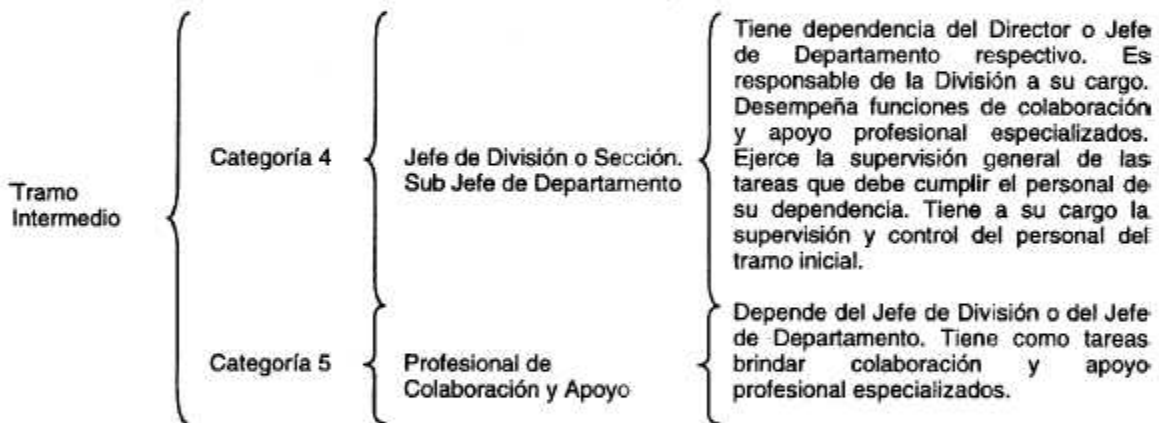 Tramo
Intermedio
Categoría 4
Jefe de División o Sección.
Sub Jefe de Departamento
Tiene dependencia del Director o Jefe
de Departamento respectivo. Es
responsable de la División a su cargo.
Desempeña funciones de colaboración
y apoyo profesional especializados.
Ejerce la supervisión general de las
tareas que debe cumplir el personal de
su dependencia. Tiene a su cargo la
supervisión y control del personal del
tramo inicial.
Categoría 5
Profesional de
Colaboración y Apoyo
Depende del Jefe de División o del Jefe
de Departamento. Tiene como tareas
brindar colaboración y apoyo
profesional especializados.